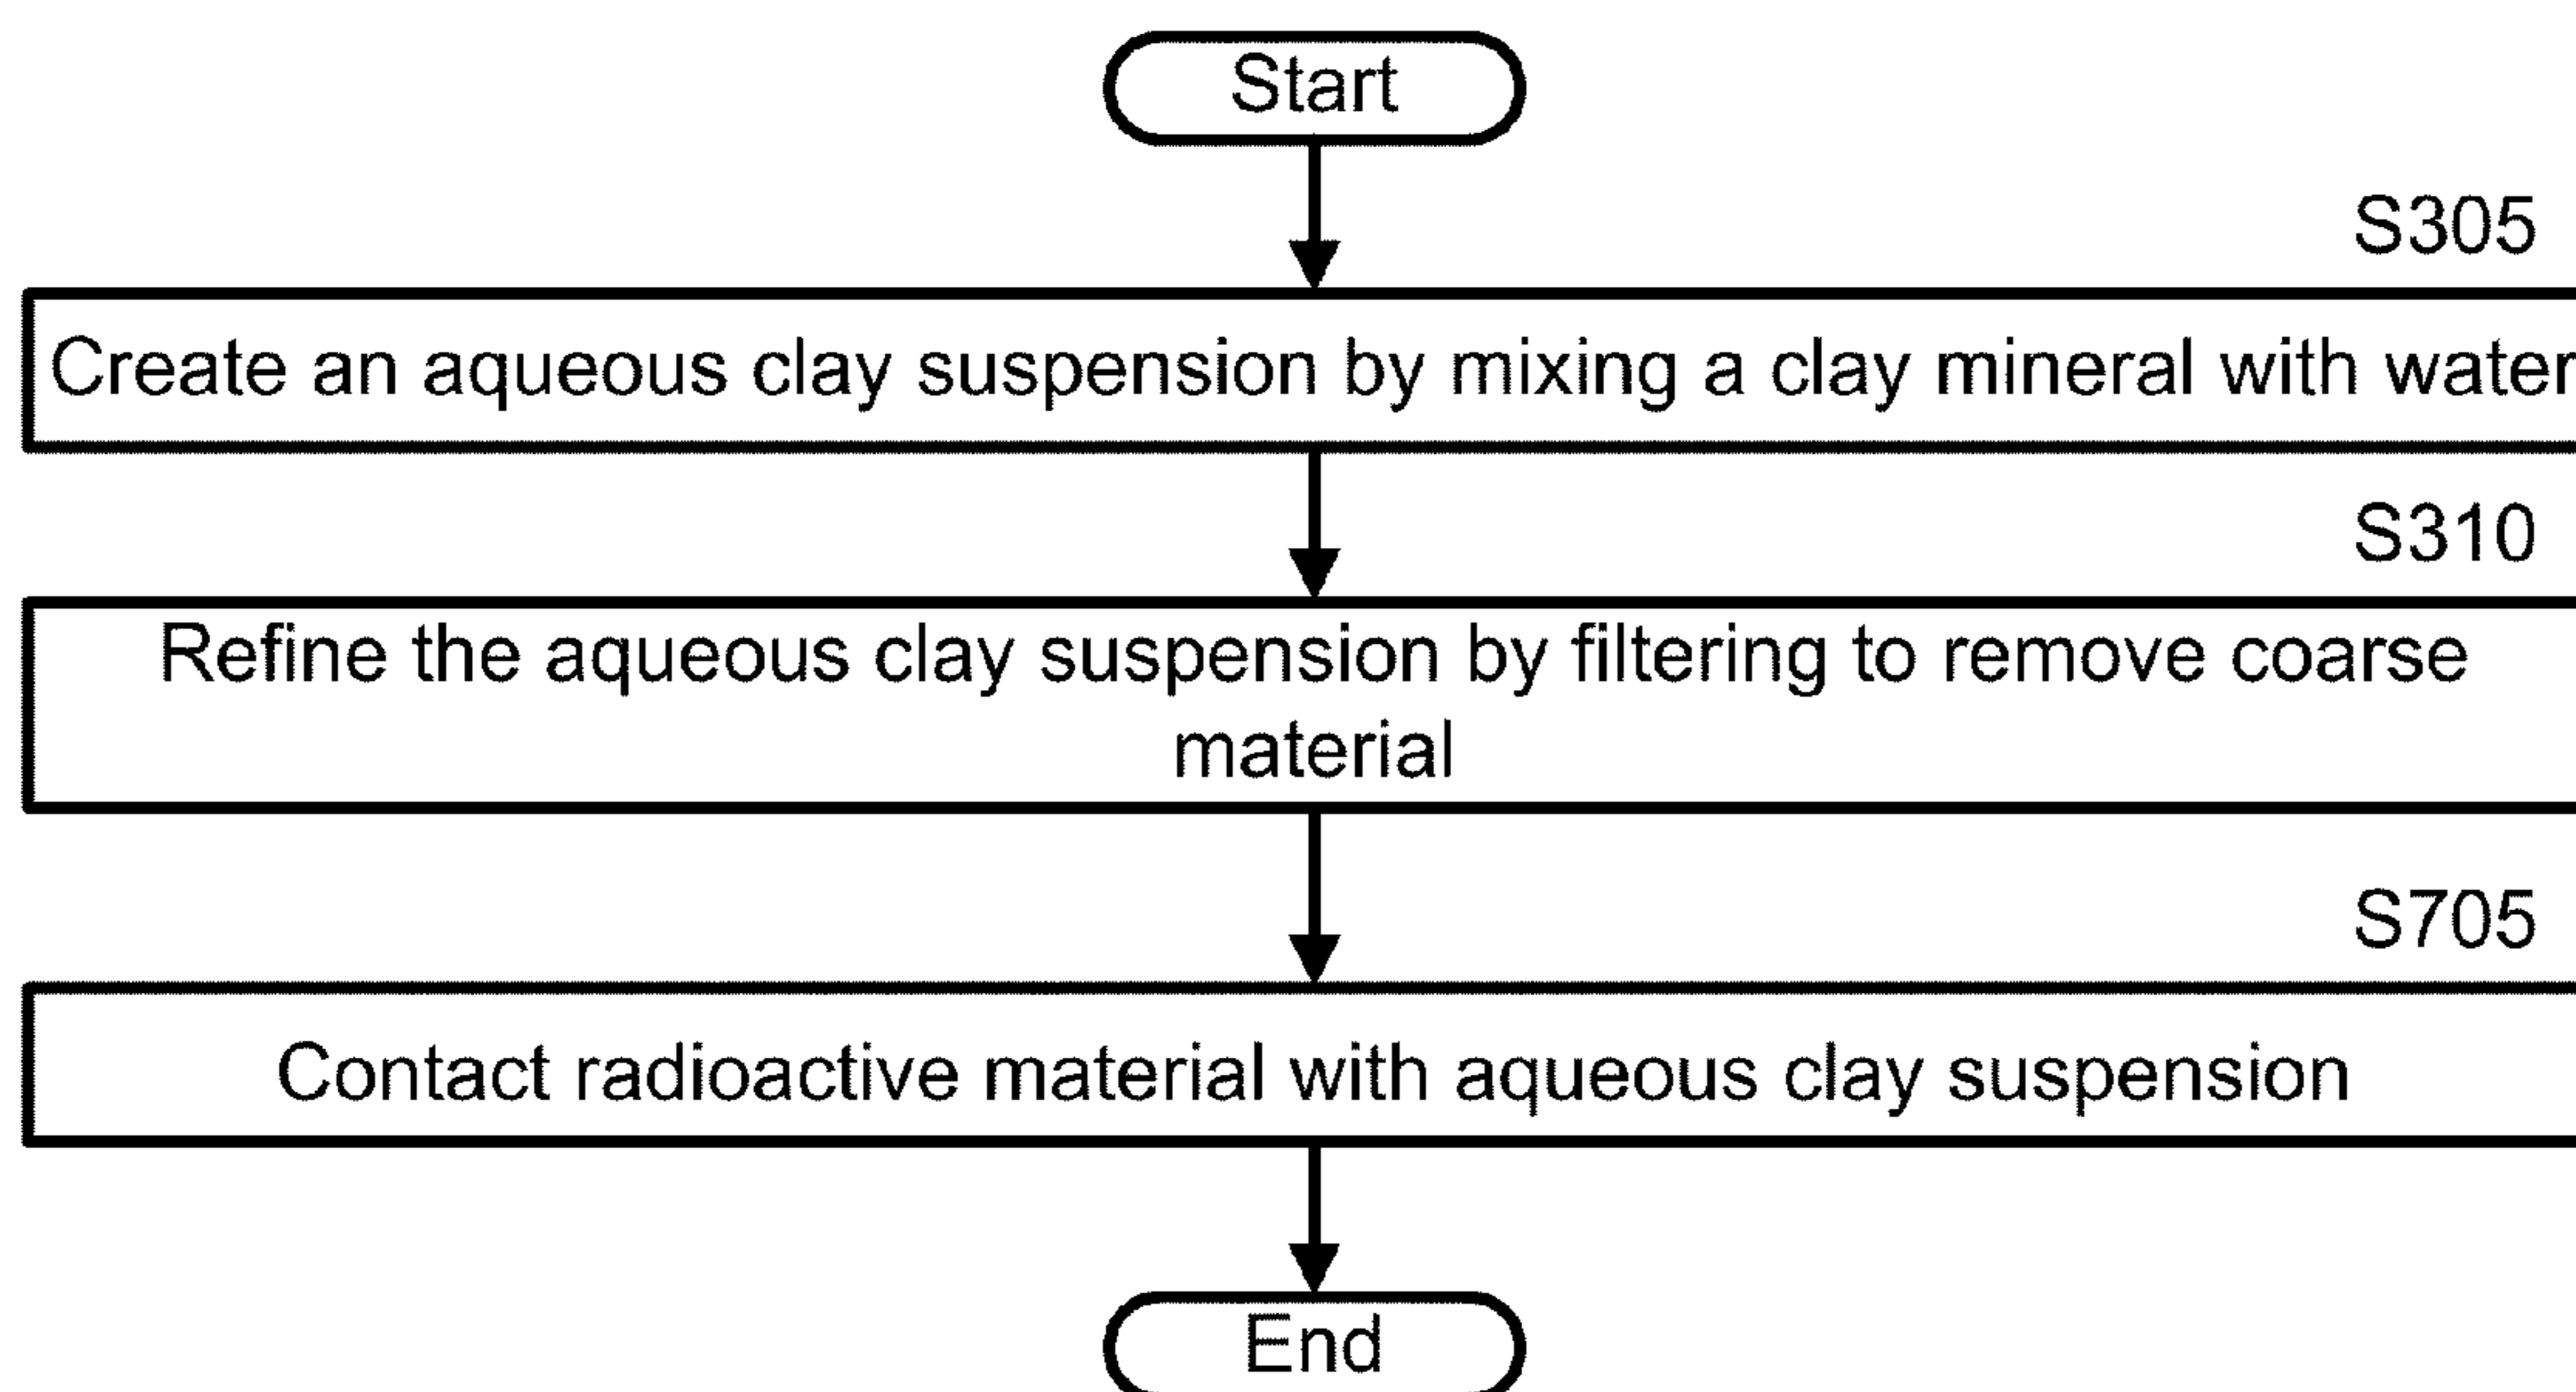 Start
S305
Create an aqueous clay suspension by mixing a clay mineral with water
S310
Refine the aqueous clay suspension by filtering to remove coarse
material
S705
Contact radioactive material with aqueous clay suspension
End